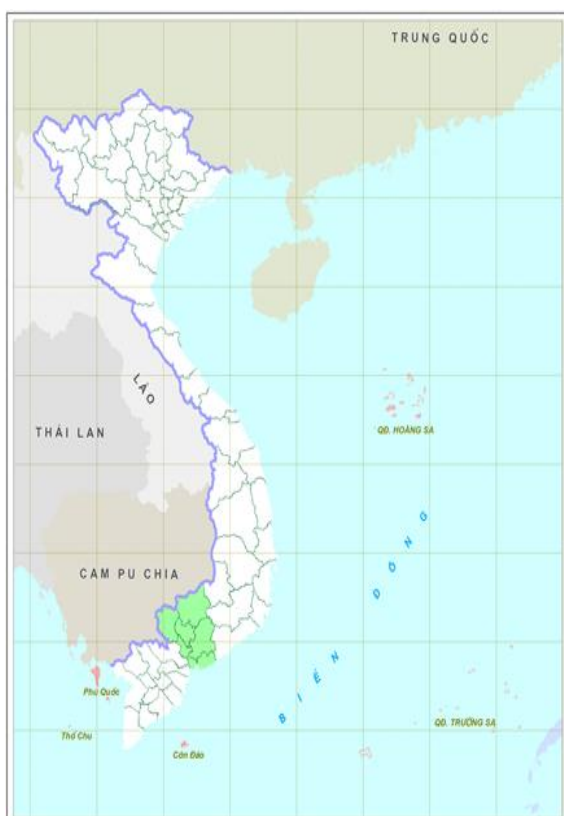 TRUNG QUỐC
LÀO
THÁI LAN
QĐ. HOÀNG SA
CAM PU CHIA
BIỂN ĐÔNG
Phú Quốc
QĐ. TRƯỜNG SA
Thổ Chu
Côn Đảo